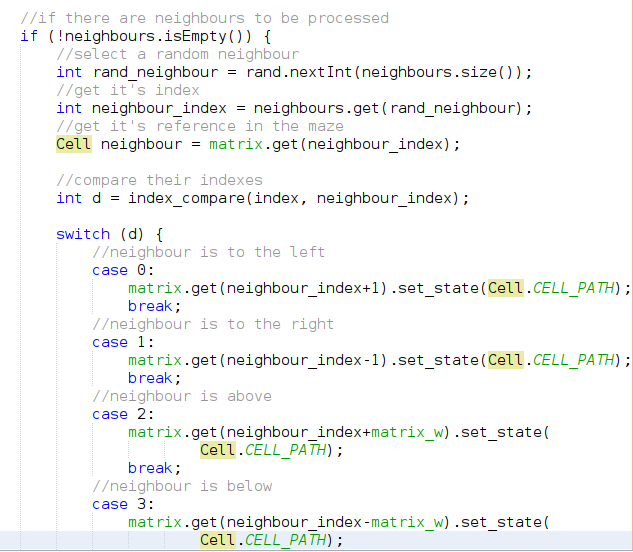 //if there are neighbours to be processed
if (!neighbours.isEmpty()) {
//select a random neighbour
int rand_neighbour = rand.nextInt(neighbours.size());
//get it's index
int neighbour_index = neighbours.get(rand_neighbour);
//get it's reference in the maze
Cell neighbour = matrix.get(neighbour_index);
//compare their indexes
int d = index_compare(index, neighbour_index);
switch (d) {
//neighbour is to the left
case 0:
matrix.get(neighbour_index+1).set_state(Cell.CELL_PATH);
break;
//neighbour is to the right
case 1:
matrix.get(neighbour_index-1).set_state(Cell.CELL_PATH);
break;
//neighbour is above
case 2:
matrix.get(neighbour_index+matrix_w).set_state(
Cell.CELL_PATH);
break;
//neighbour is below
case 3:
matrix.get(neighbour_index-matrix_w).set_state(
Cell.CELL_PATH);